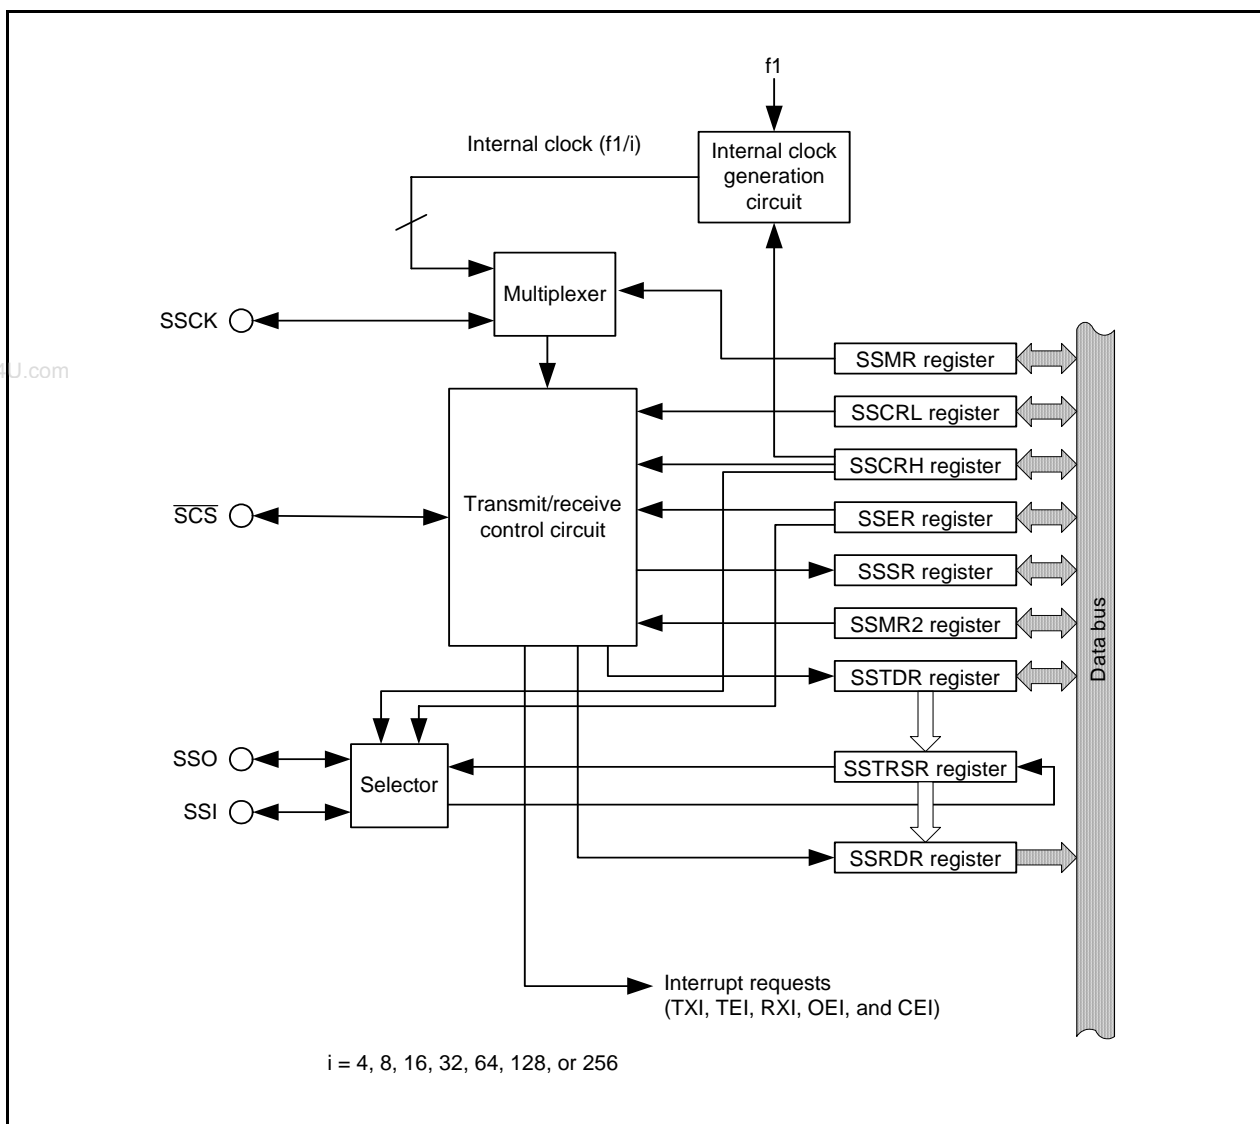 f1
Internal clock (f1/i)
Internal clock
generation
circuit
Multiplexer
SSCK
SSMR register
4U.com
SSCRL register
SSCRH register
SCS
Transmit/receive
control circuit
SSER register
SSSR register
SSMR2 register
Data bus
SSTDR register
SSO
SSTRSR register
Selector
SSI
SSRDR register
Interrupt requests
(TXI, TEI, RXI, OEI, and CEI)
i = 4, 8, 16, 32, 64, 128, or 256